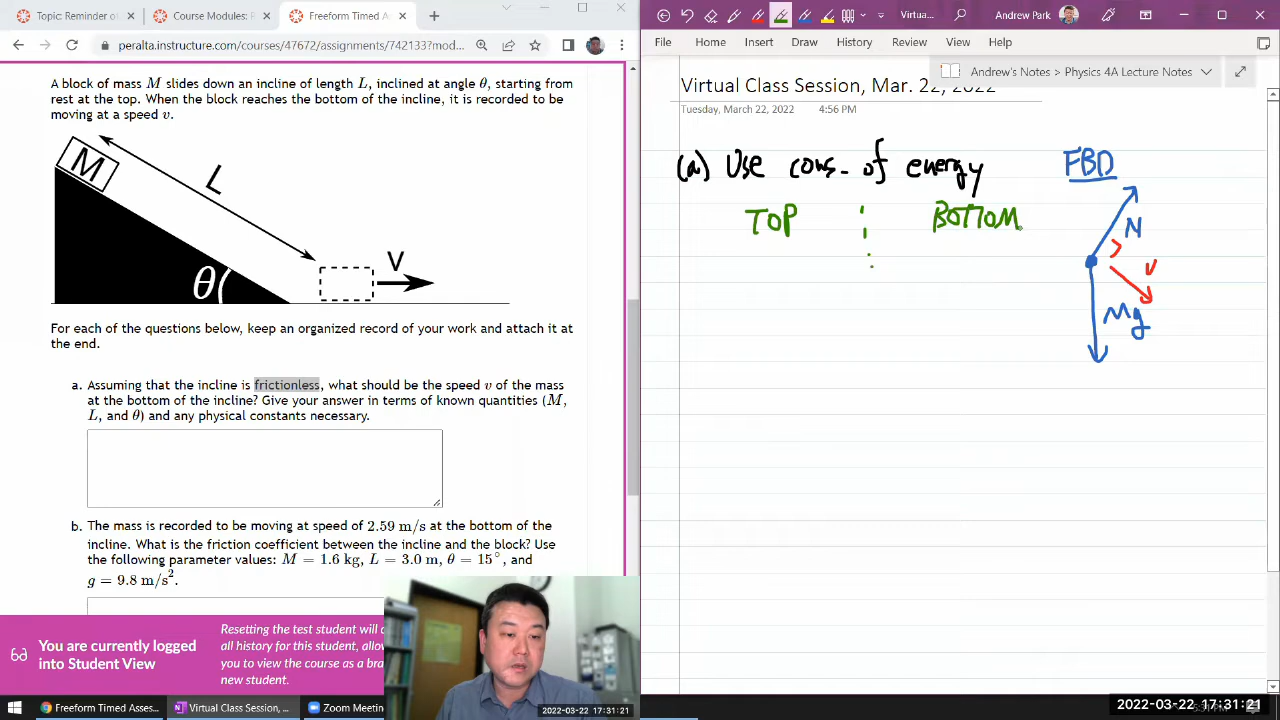 Topic: Reminder and C
Course Modules: P
Freeform Timed Ass
peralta.instructure.com/courses/47672/assignments/742133?mod...
A block of mass M slides down an incline of length L, inclined at angle θ, starting from
rest at the top. When the block reaches the bottom of the incline, it is recorded to be
moving at a speed v.
M
L
θ
V
For each of the questions below, keep an organized record of your work and attach it at
the end.
a. Assuming that the incline is frictionless, what should be the speed v of the mass
at the bottom of the incline? Give your answer in terms of known quantities (M,
L, and θ) and any physical constants necessary.
b. The mass is recorded to be moving at speed of 2.59 m/s at the bottom of the
incline. What is the friction coefficient between the incline and the block? Use
the following parameter values: M = 1.6 kg, L = 3.0 m, θ = 15°, and
g = 9.8 m/s².
You are currently logged
into Student View
Resetting the test student will
all history for this student, allow
you to view the course as a bra
new student.
Freeform Timed Asses...
Virtual Class Session, ...
Zoom Meeting
2022-03-22 17:31:21
Virtua...
Andrew Park
File
Home
Insert
Draw
History
Review
View
Help
Andrew's Notes > Physics 4A Lecture Notes
Virtual Class Session, Mar. 22, 2022
Tuesday, March 22, 2022
4:56 PM
(a) Use cons. of energy
FBD
TOP
BOTTOM
N
v
Mg
2022-03-22 17:31:21